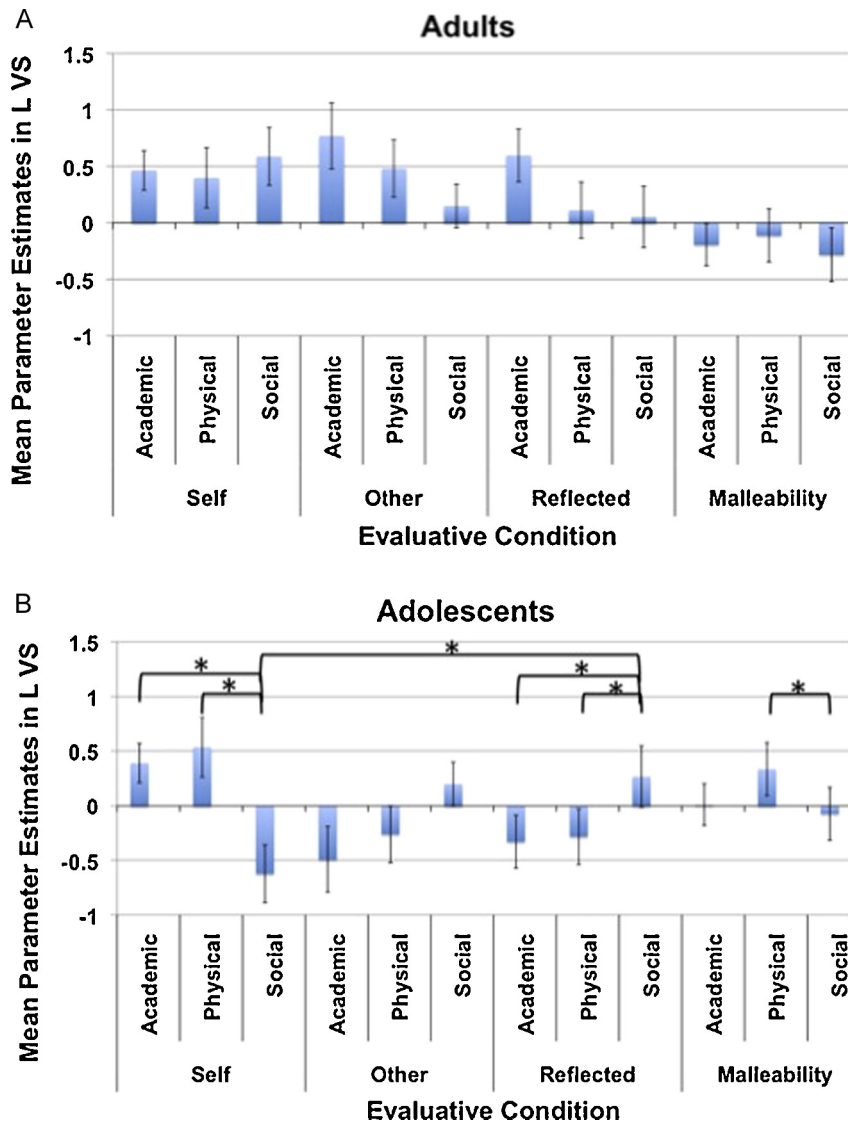 A
Adults
Mean Parameter Estimates in L VS
1.5
1
0.5
0
-0.5
-1
Academic
Physical
Social
Academic
Physical
Social
Academic
Physical
Social
Academic
Physical
Social
Self
Other
Reflected
Malleability
Evaluative Condition
B
Adolescents
Mean Parameter Estimates in L VS
1.5
1
0.5
0
-0.5
-1
*
*
*
*
*
*
Academic
Physical
Social
Academic
Physical
Social
Academic
Physical
Social
Academic
Physical
Social
Self
Other
Reflected
Malleability
Evaluative Condition